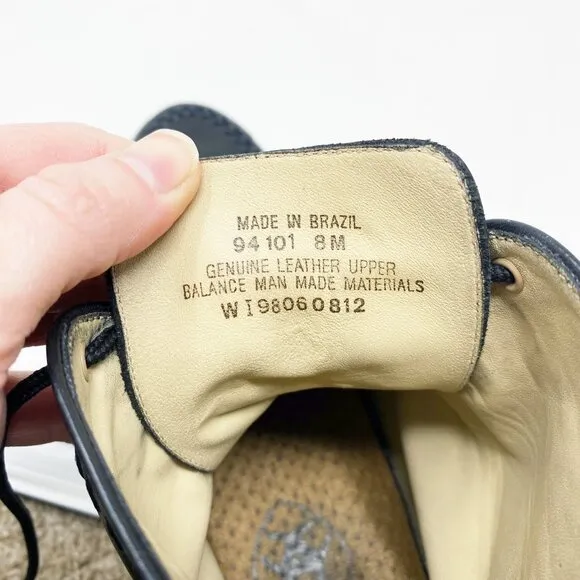 MADE IN BRAZIL
94101 8M
GENUINE LEATHER UPPER
BALANCE MAN MADE MATERIALS
WI98060812